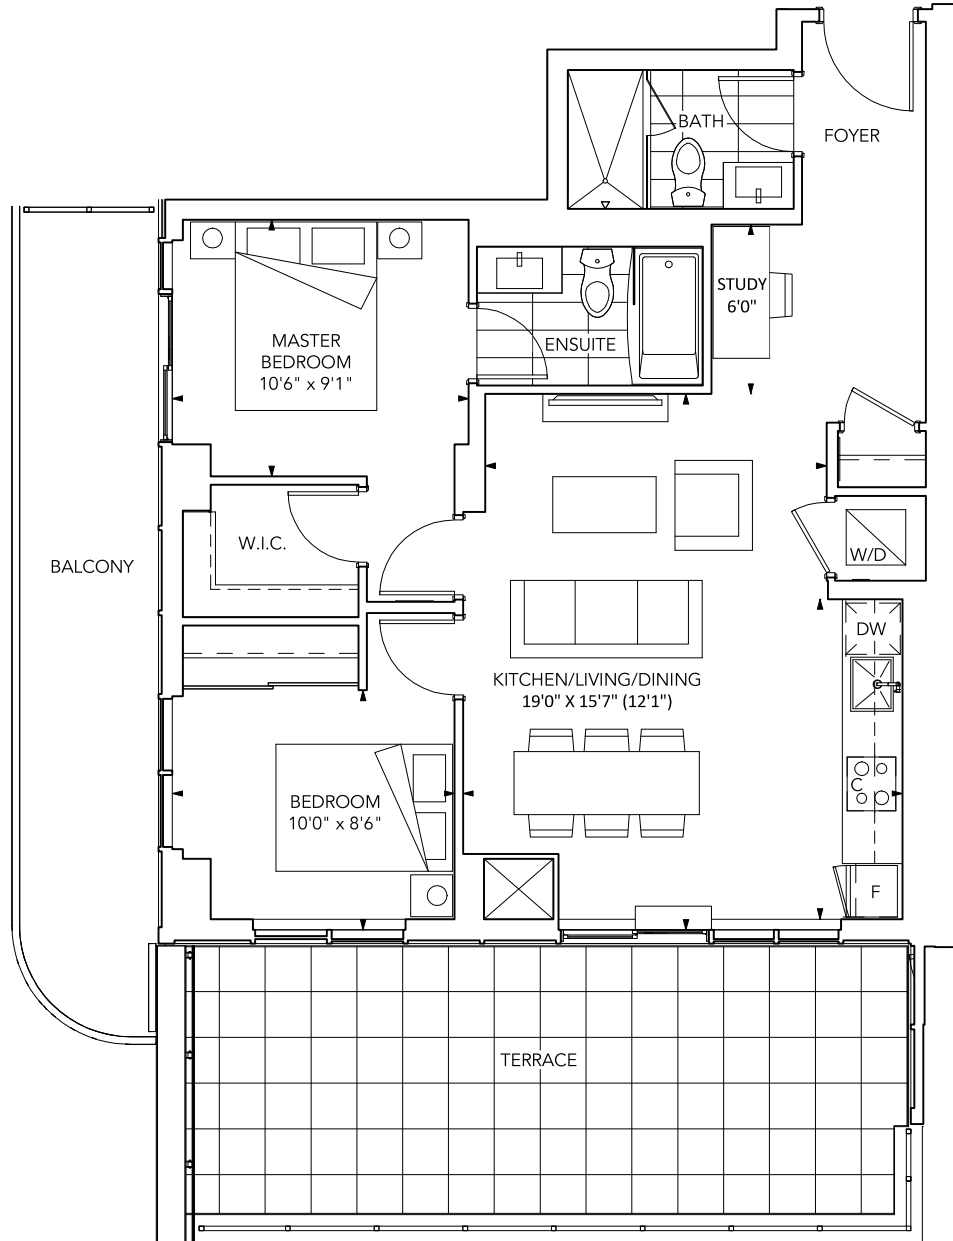 BATH
FOYER
STUDY
6'0"
MASTER
BEDROOM
10'6" x 9'1"
ENSUITE
W.I.C.
W/D
BALCONY
DW
KITCHEN/LIVING/DINING
19'0" X 15'7" (12'1")
C
BEDROOM
10'0" x 8'6"
F
TERRACE